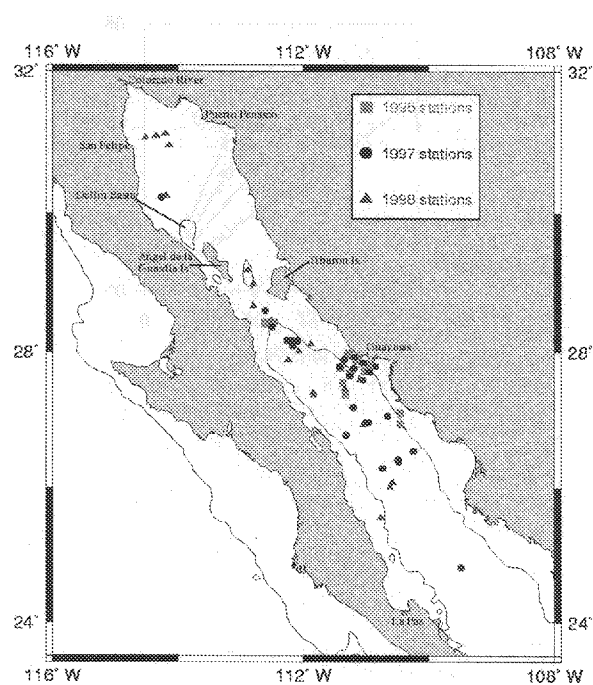 116° W
112° W
108° W
32°
32°
Colorado River
Puerto Penasco
San Felipe
Delfin Basin
Angel de la
Guardia Is.
Tiburon Is.
Guaymas
1995 stations
1997 stations
1998 stations
28°
28°
24°
24°
La Paz
116° W
112° W
108° W